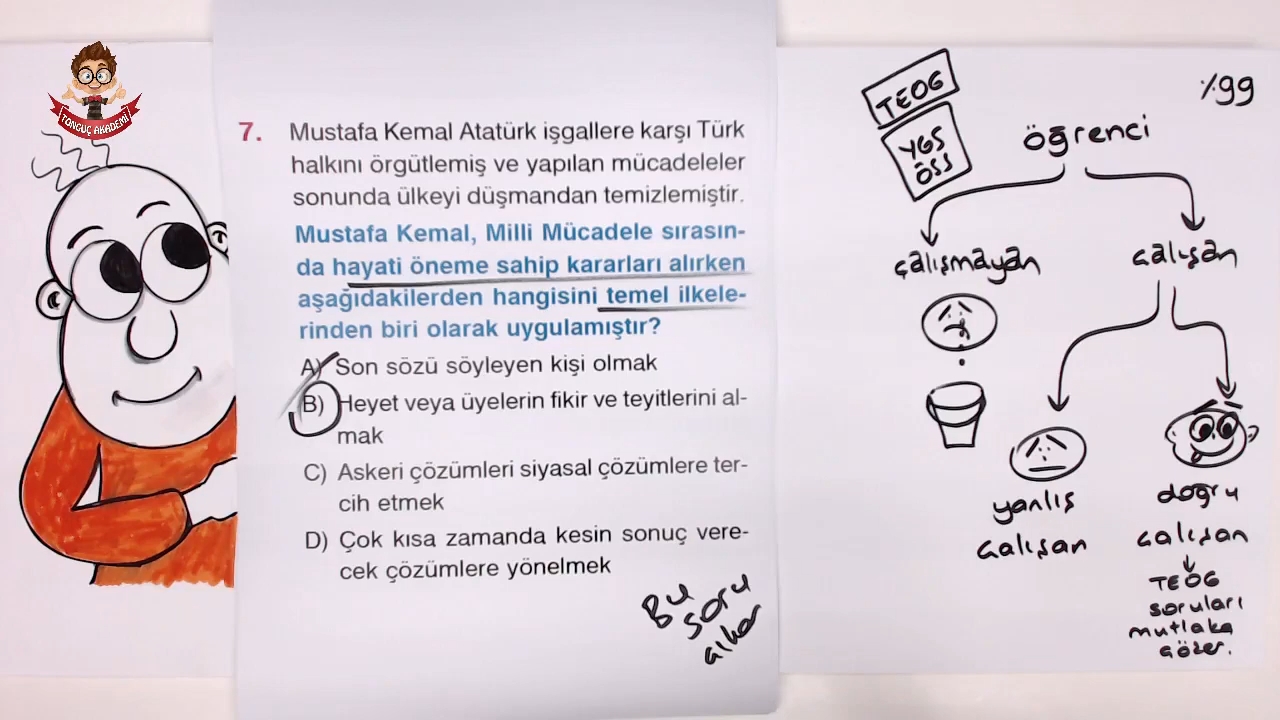 TONGUÇ AKADEMİ
7. Mustafa Kemal Atatürk işgallere karşı Türk
halkını örgütlemiş ve yapılan mücadeleler
sonunda ülkeyi düşmandan temizlemiştir.
Mustafa Kemal, Milli Mücadele sırasın-
da hayati öneme sahip kararları alırken
aşağıdakilerden hangisini temel ilkele-
rinden biri olarak uygulamıştır?
A) Son sözü söyleyen kişi olmak
B) Heyet veya üyelerin fikir ve teyitlerini al-
mak
C) Askeri çözümleri siyasal çözümlere ter-
cih etmek
D) Çok kısa zamanda kesin sonuç vere-
cek çözümlere yönelmek
Bu
soru
çıkar
TEOG
YGS
ÖSS
%99
öğrenci
çalışmayan
çalışan
yanlış
çalışan
doğru
çalışan
TEOG
soruları
mutlaka
çözer.